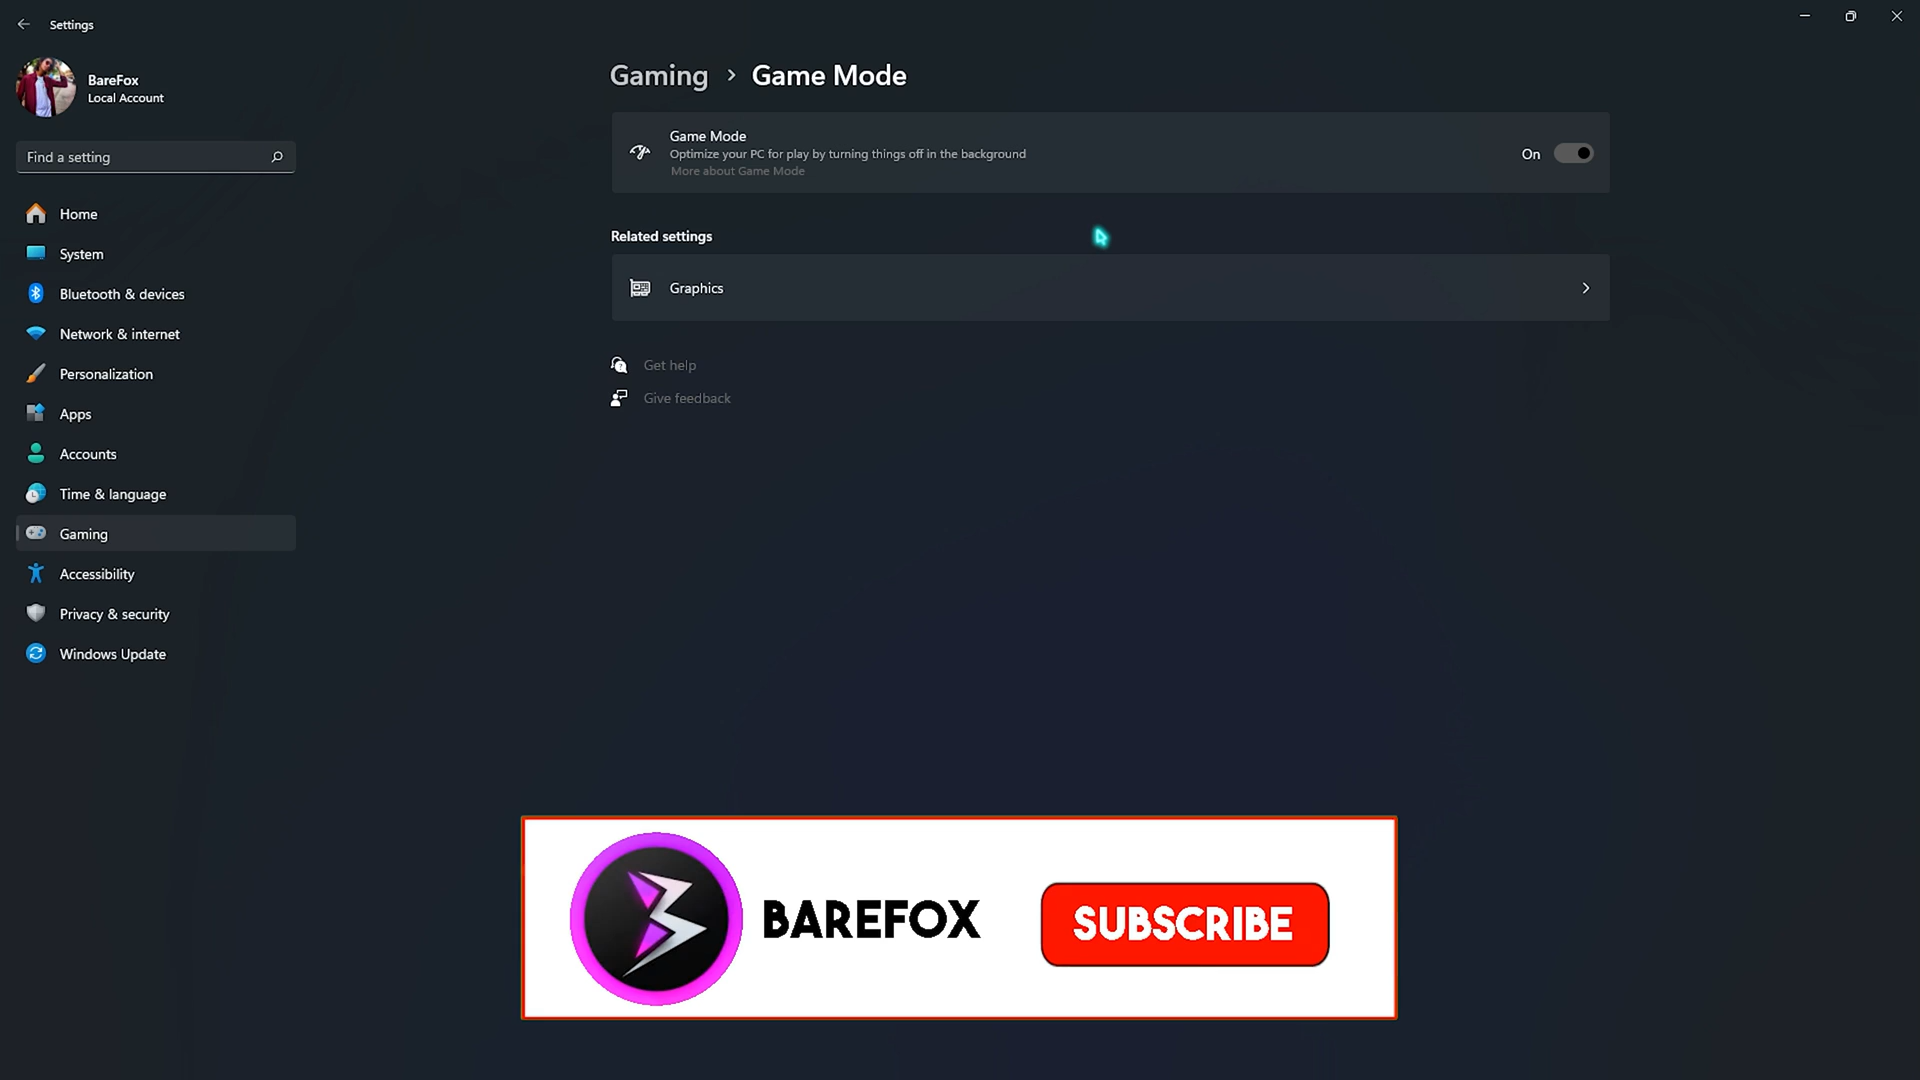 Settings
BareFox
Local Account
Find a setting
Home
System
Bluetooth & devices
Network & internet
Personalization
Apps
Accounts
Time & language
Gaming
Accessibility
Privacy & security
Windows Update
Gaming > Game Mode
Game Mode
Optimize your PC for play by turning things off in the background
More about Game Mode
On
Related settings
Graphics
Get help
Give feedback
BAREFOX
SUBSCRIBE